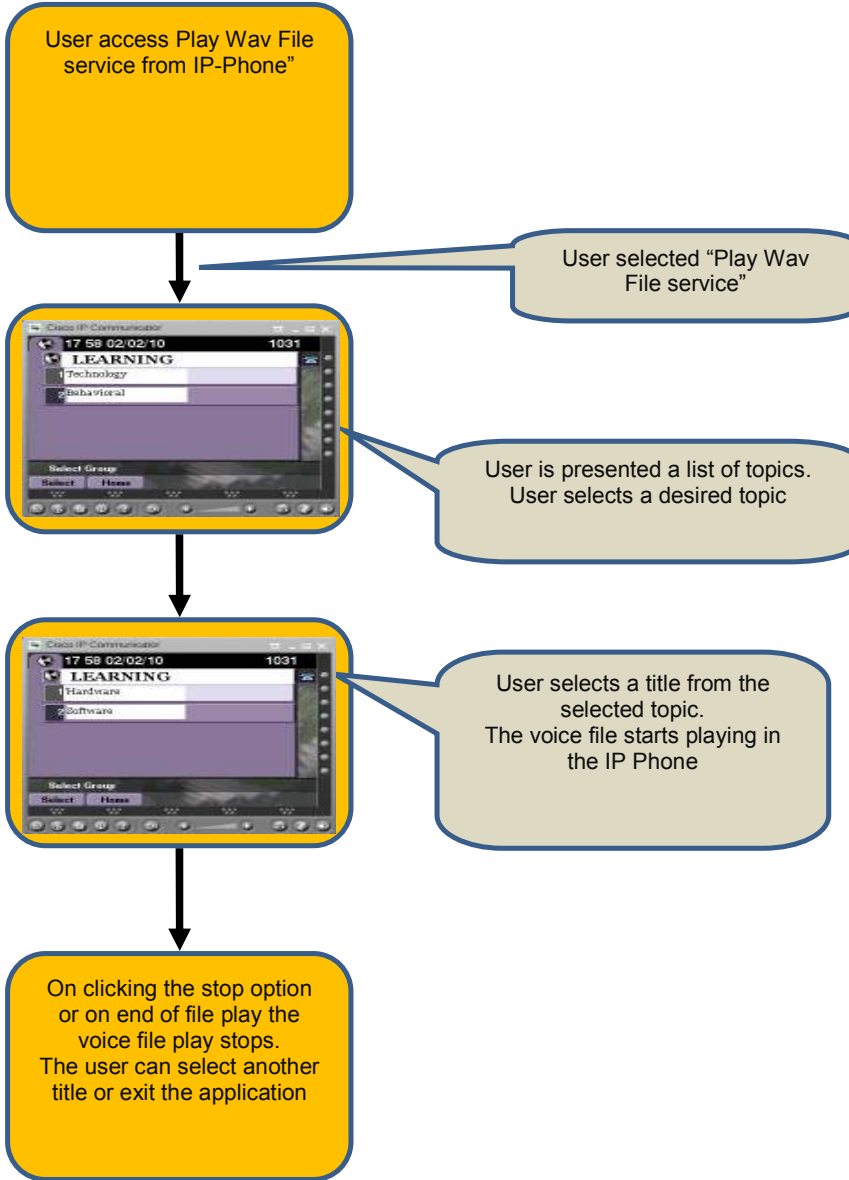 User access Play Wav File
service from IP-Phone”
User selected “Play Wav
File service”
Cisco IP Communicator
17 58 02/02/10 1031
LEARNING
1 Technology
2 Behavioral
Select Group
Select Home
User is presented a list of topics.
User selects a desired topic
Cisco IP Communicator
17 58 02/02/10 1031
LEARNING
1 Hardware
2 Software
Select Group
Select Home
User selects a title from the
selected topic.
The voice file starts playing in
the IP Phone
On clicking the stop option
or on end of file play the
voice file play stops.
The user can select another
title or exit the application